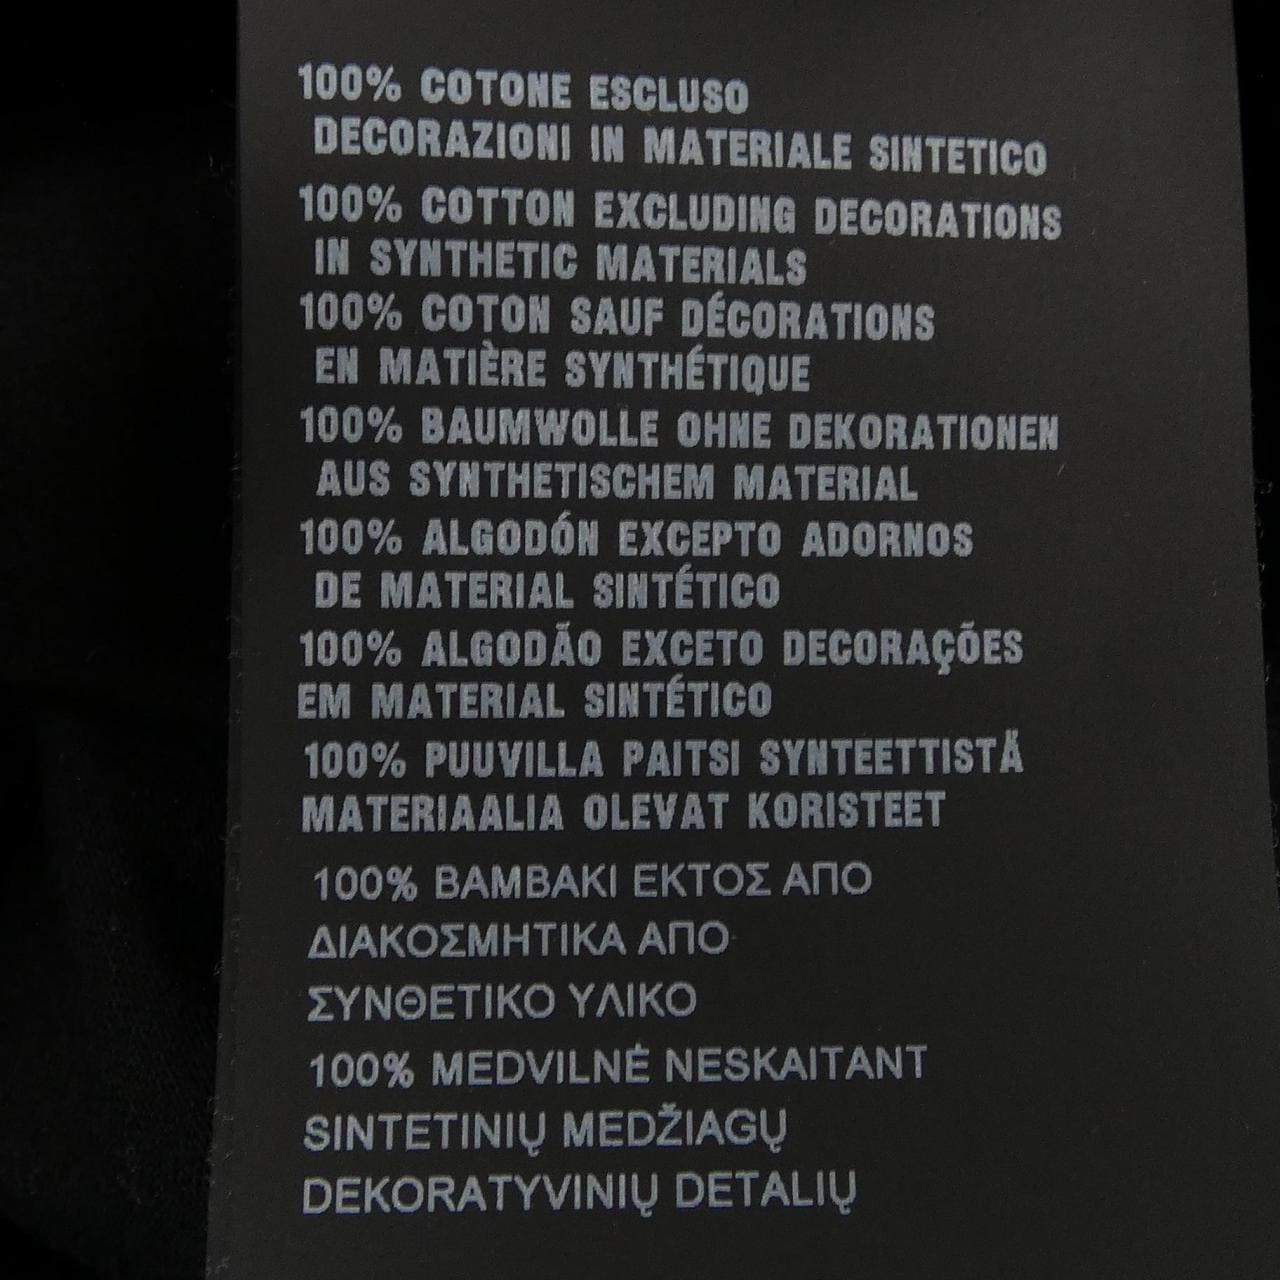 100% COTONE ESCLUSO
DECORAZIONI IN MATERIALE SINTETICO
100% COTTON EXCLUDING DECORATIONS
IN SYNTHETIC MATERIALS
100% COTON SAUF DÉCORATIONS
EN MATIÈRE SYNTHÉTIQUE
100% BAUMWOLLE OHNE DEKORATIONEN
AUS SYNTHETISCHEM MATERIAL
100% ALGODÓN EXCEPTO ADORNOS
DE MATERIAL SINTÉTICO
100% ALGODÃO EXCETO DECORAÇÕES
EM MATERIAL SINTÉTICO
100% PUUVILLA PAITSI SYNTEETTISTÄ
MATERIAALIA OLEVAT KORISTEET
100% ΒΑΜΒΑΚΙ ΕΚΤΟΣ ΑΠΟ
ΔΙΑΚΟΣΜΗΤΙΚΑ ΑΠΟ
ΣΥΝΘΕΤΙΚΟ ΥΛΙΚΟ
100% MEDVILNĖ NESKAITANT
SINTETINIŲ MEDŽIAGŲ
DEKORATYVINIŲ DETALIŲ